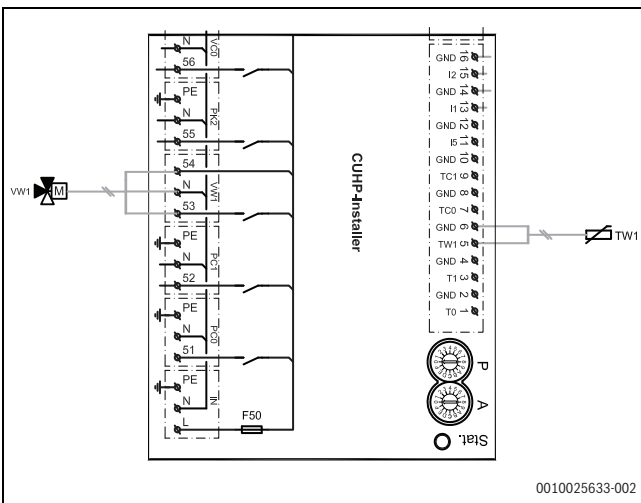 N
VC0
56
PE
N
PK2
55
54
N
VW1
53
PE
N
PC1
52
PE
N
PC0
51
PE
N
IN
L
F50
VW1
M
CUHP-Installer
GND 16
I2 15
GND 14
I1 13
GND 12
I5 11
GND 10
TC1 9
GND 8
TC0 7
GND 6
TW1 5
GND 4
T1 3
GND 2
T0 1
TW1
P
A
Stat.
0010025633-002